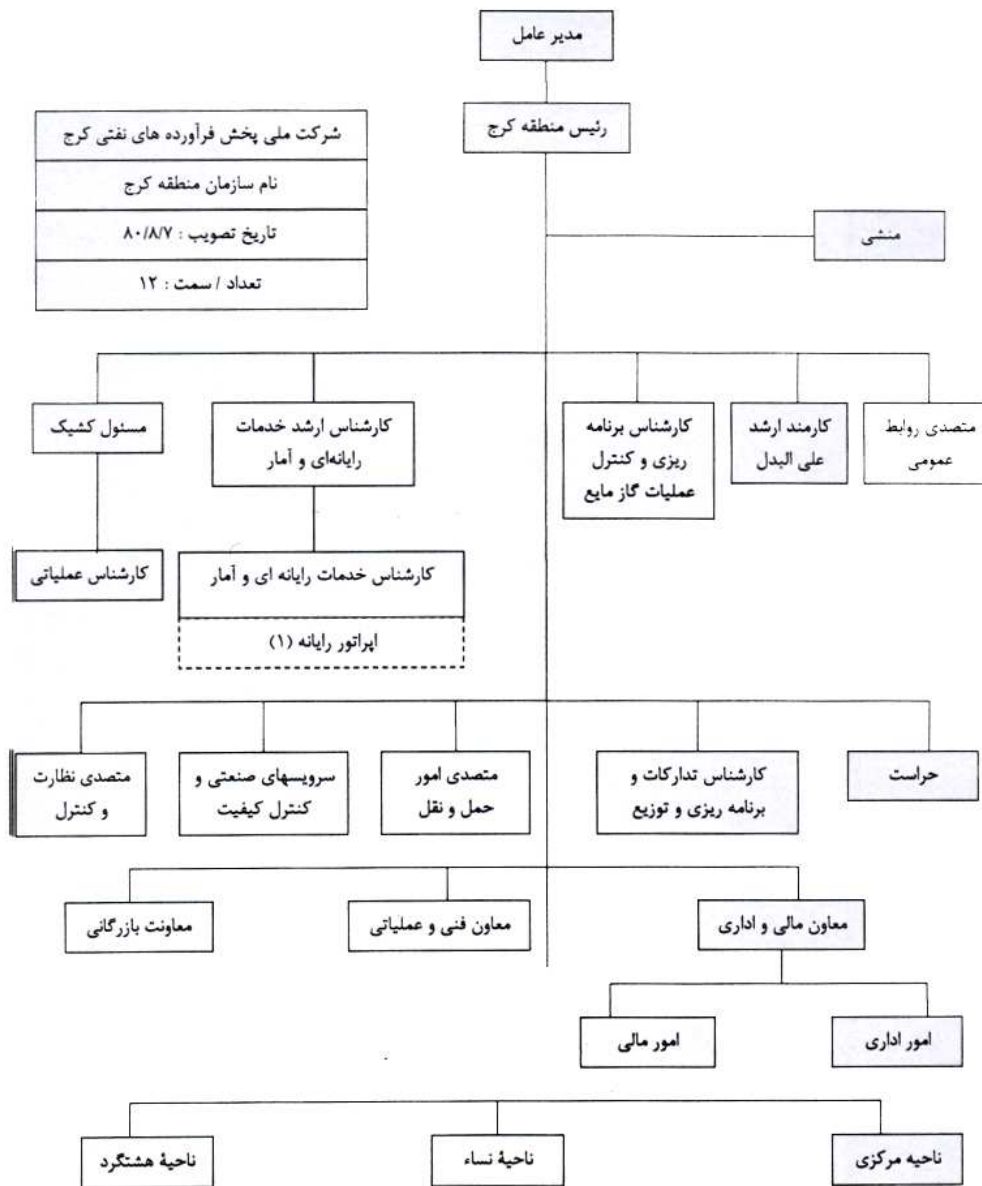 مدیر عامل
رئیس منطقه کرج
شرکت ملی پخش فرآورده های نفتی کرج
نام سازمان منطقه کرج
تاریخ تصویب : ۸۰/۸/۷
تعداد / سمت : ۱۲
منشی
متصدی روابط
عمومی
کارمند ارشد
علی البدل
کارشناس برنامه
ریزی و کنترل
عملیات گاز مایع
کارشناس ارشد خدمات
رایانه‌ای و آمار
مسئول کشیک
کارشناس خدمات رایانه ای و آمار
اپراتور رایانه (۱)
کارشناس عملیاتی
حراست
کارشناس تدارکات و
برنامه ریزی و توزیع
متصدی امور
حمل و نقل
سرویسهای صنعتی و
کنترل کیفیت
متصدی نظارت
و کنترل
معاون مالی و اداری
معاون فنی و عملیاتی
معاونت بازرگانی
امور اداری
امور مالی
ناحیه مرکزی
ناحیهٔ نساء
ناحیهٔ هشتگرد